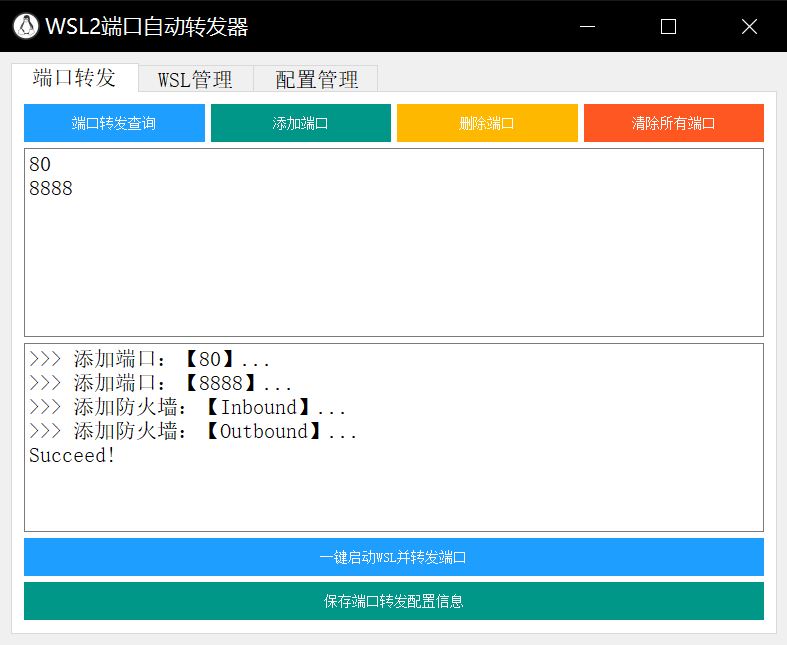 WSL2端口自动转发器
端口转发 WSL管理 配置管理
端口转发查询 添加端口 删除端口 清除所有端口
80
8888
>>> 添加端口：【80】...
>>> 添加端口：【8888】...
>>> 添加防火墙：【Inbound】...
>>> 添加防火墙：【Outbound】...
Succeed!
一键启动WSL并转发端口
保存端口转发配置信息